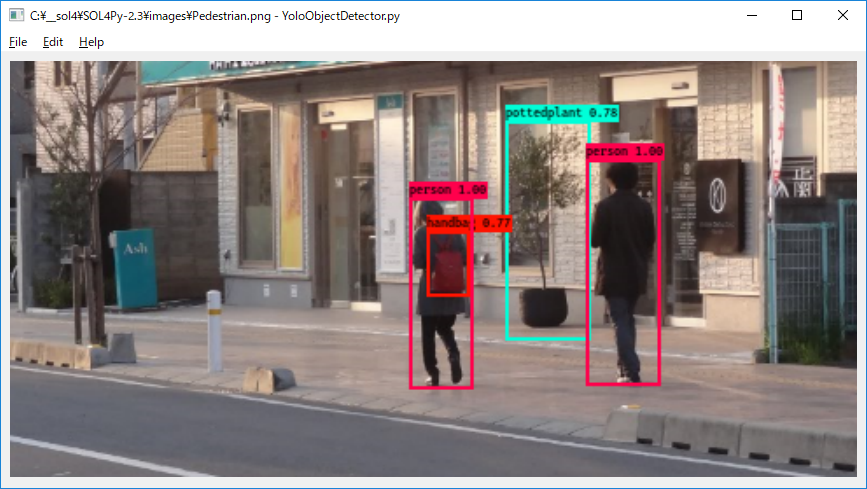 C:¥__sol4¥SOL4Py-2.3¥images¥Pedestrian.png - YoloObjectDetector.py
File Edit Help
pottedplant 0.78
person 1.00
person 1.00
handbag 0.77
Ash